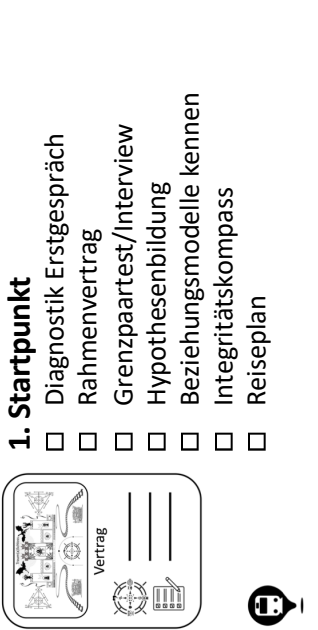 1. Startpunkt
☐ Diagnostik Erstgespräch
☐ Rahmenvertrag
☐ Grenzpaartest/Interview
☐ Hypothesenbildung
☐ Beziehungsmodelle kennen
☐ Integritätskompass
☐ Reiseplan
Vertrag